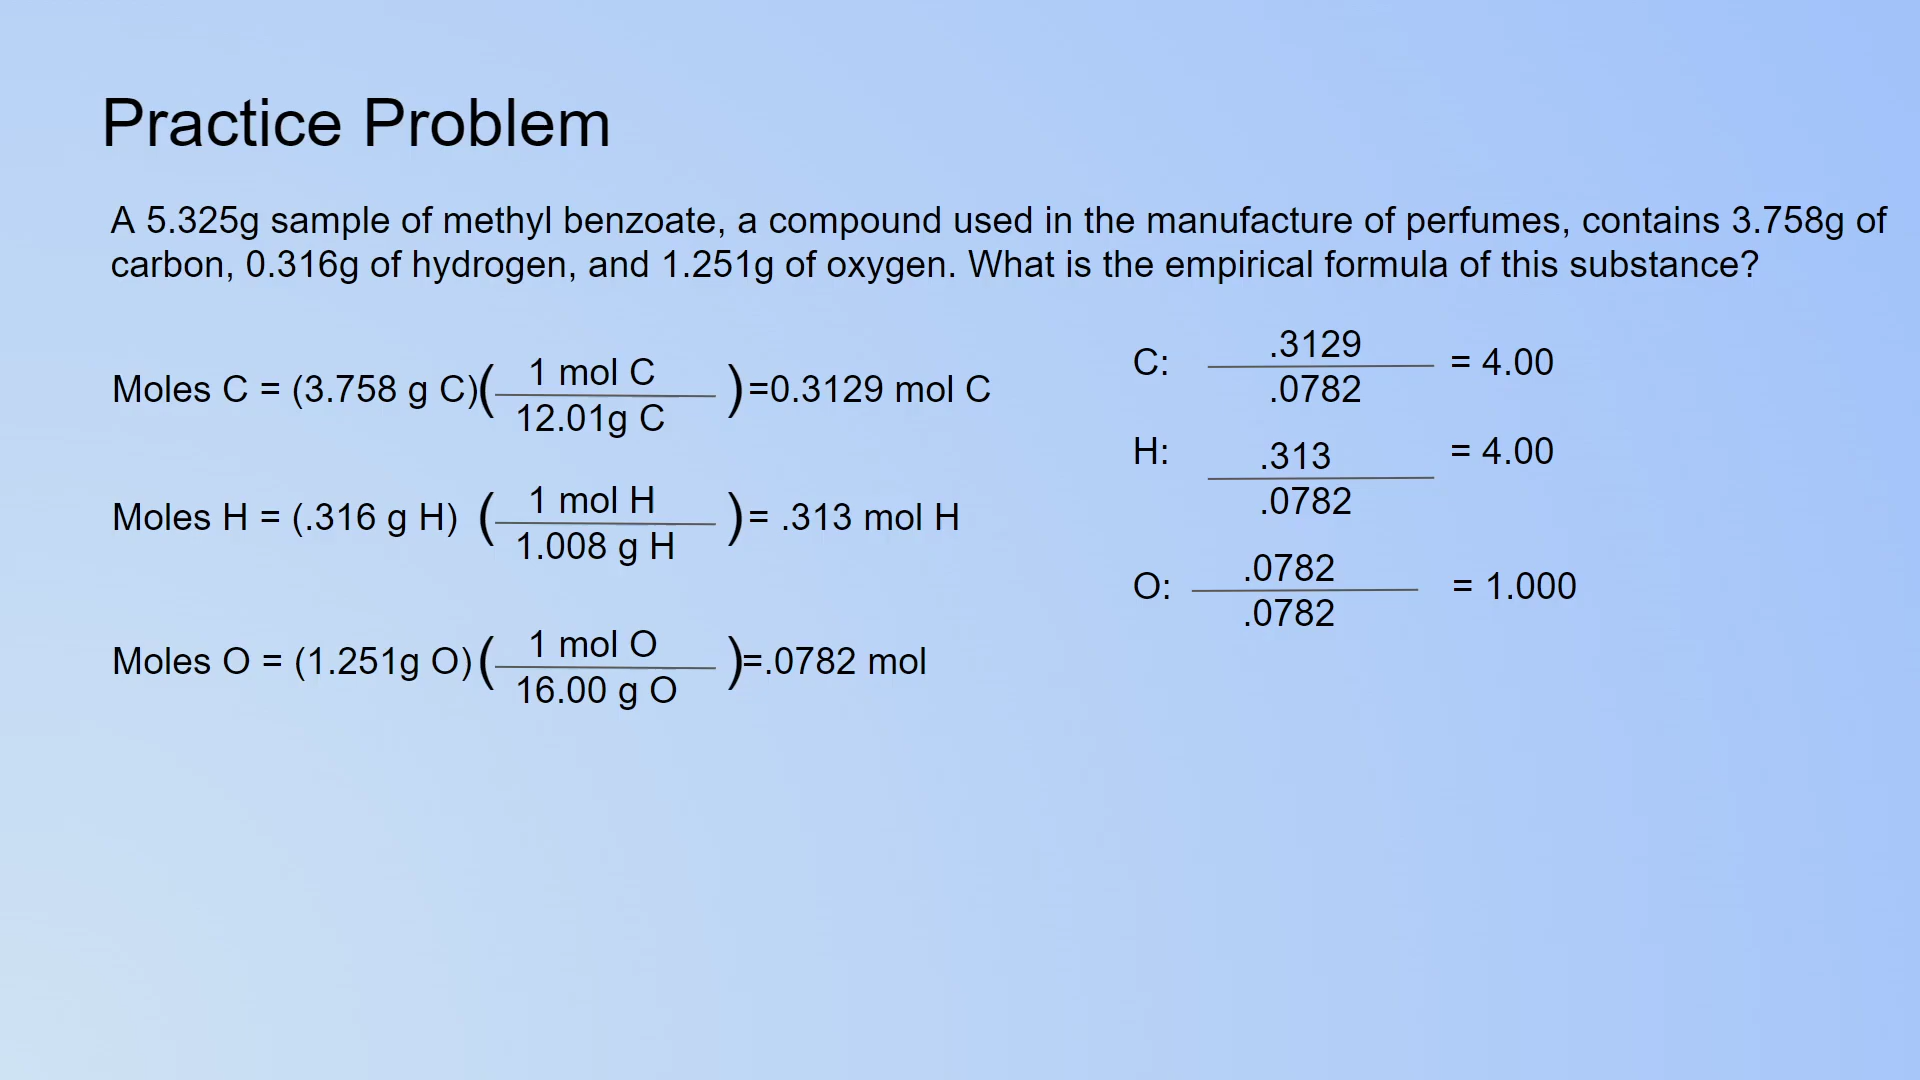 Practice Problem
A 5.325g sample of methyl benzoate, a compound used in the manufacture of perfumes, contains 3.758g of
carbon, 0.316g of hydrogen, and 1.251g of oxygen. What is the empirical formula of this substance?
1 mol C
Moles C = (3.758 g C)( )=0.3129 mol C
12.01g C
1 mol H
Moles H = (.316 g H) ( )= .313 mol H
1.008 g H
1 mol O
Moles O = (1.251g O)( )=.0782 mol
16.00 g O
.3129
C: = 4.00
.0782
H: = 4.00
.313
.0782
.0782
O: = 1.000
.0782